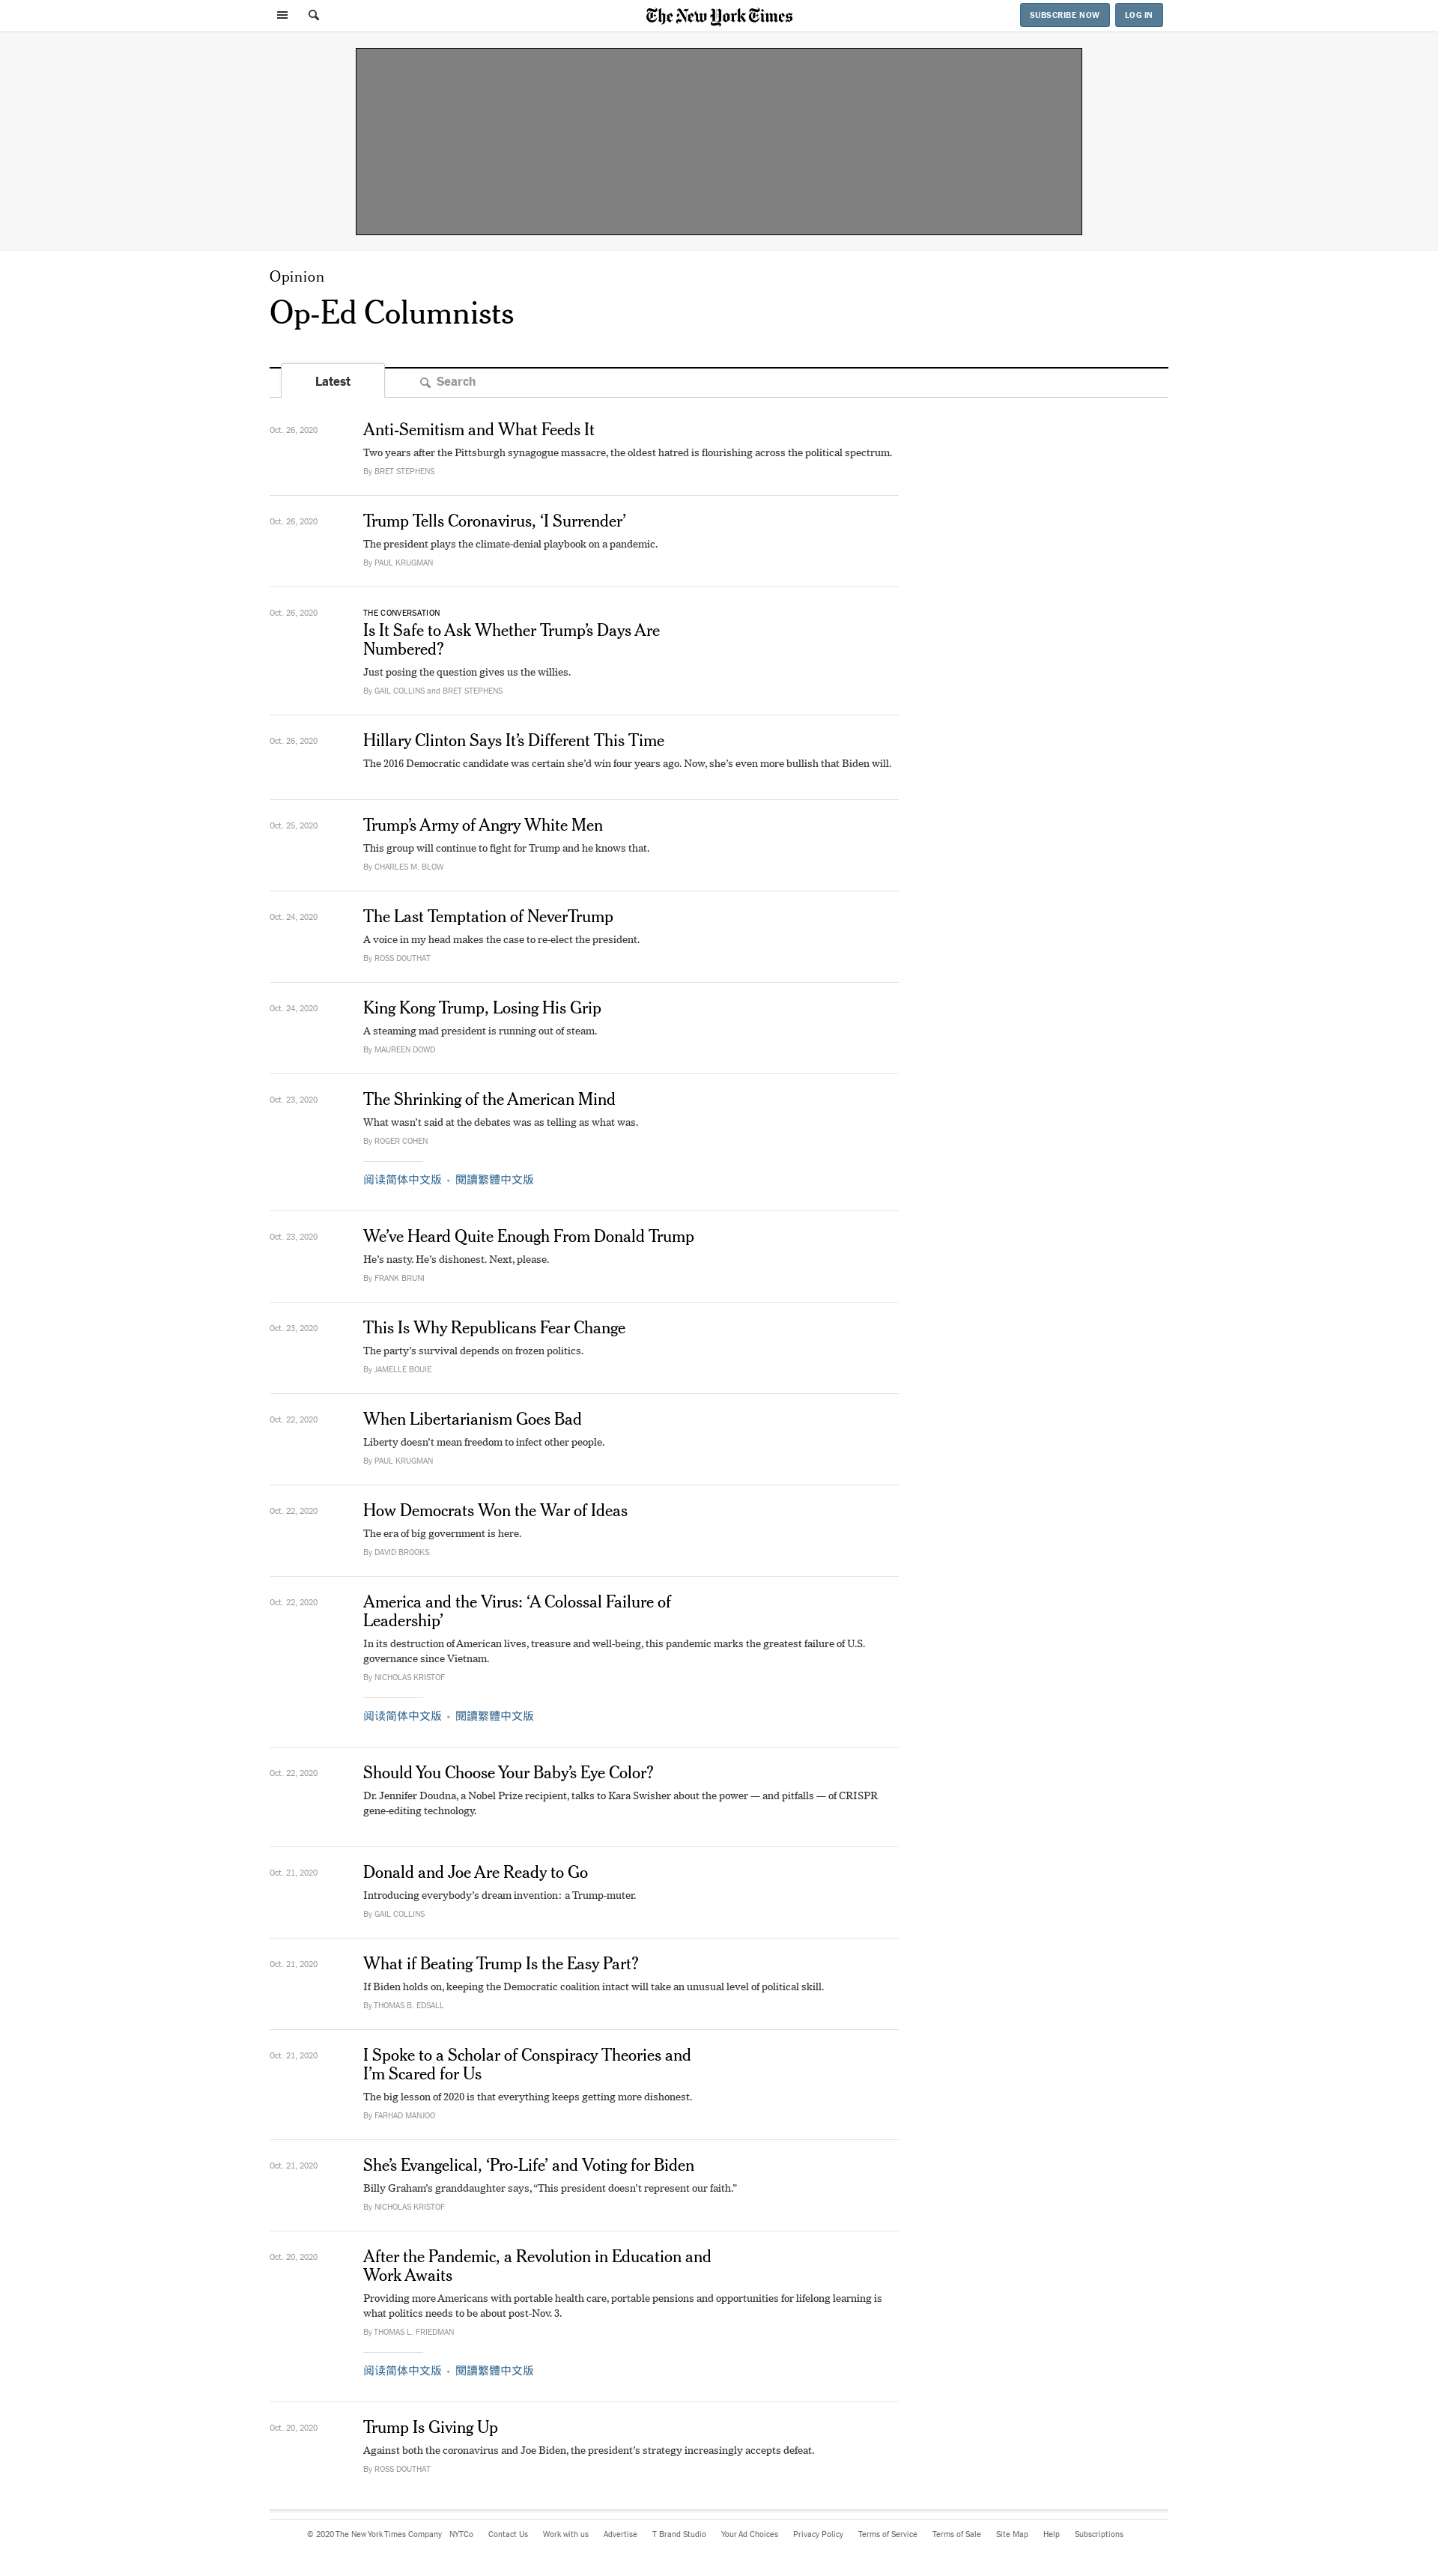 The New York Times
SUBSCRIBE NOW
LOG IN
Opinion
Op-Ed Columnists
Latest
Search
Oct. 26, 2020
Anti-Semitism and What Feeds It
Two years after the Pittsburgh synagogue massacre, the oldest hatred is flourishing across the political spectrum.
By BRET STEPHENS
Oct. 26, 2020
Trump Tells Coronavirus, ‘I Surrender’
The president plays the climate-denial playbook on a pandemic.
By PAUL KRUGMAN
Oct. 26, 2020
THE CONVERSATION
Is It Safe to Ask Whether Trump’s Days Are
Numbered?
Just posing the question gives us the willies.
By GAIL COLLINS and BRET STEPHENS
Oct. 26, 2020
Hillary Clinton Says It’s Different This Time
The 2016 Democratic candidate was certain she’d win four years ago. Now, she’s even more bullish that Biden will.
Oct. 25, 2020
Trump’s Army of Angry White Men
This group will continue to fight for Trump and he knows that.
By CHARLES M. BLOW
Oct. 24, 2020
The Last Temptation of NeverTrump
A voice in my head makes the case to re-elect the president.
By ROSS DOUTHAT
Oct. 24, 2020
King Kong Trump, Losing His Grip
A steaming mad president is running out of steam.
By MAUREEN DOWD
Oct. 23, 2020
The Shrinking of the American Mind
What wasn’t said at the debates was as telling as what was.
By ROGER COHEN
阅读简体中文版 • 閱讀繁體中文版
Oct. 23, 2020
We’ve Heard Quite Enough From Donald Trump
He’s nasty. He’s dishonest. Next, please.
By FRANK BRUNI
Oct. 23, 2020
This Is Why Republicans Fear Change
The party’s survival depends on frozen politics.
By JAMELLE BOUIE
Oct. 22, 2020
When Libertarianism Goes Bad
Liberty doesn’t mean freedom to infect other people.
By PAUL KRUGMAN
Oct. 22, 2020
How Democrats Won the War of Ideas
The era of big government is here.
By DAVID BROOKS
Oct. 22, 2020
America and the Virus: ‘A Colossal Failure of
Leadership’
In its destruction of American lives, treasure and well-being, this pandemic marks the greatest failure of U.S.
governance since Vietnam.
By NICHOLAS KRISTOF
阅读简体中文版 • 閱讀繁體中文版
Oct. 22, 2020
Should You Choose Your Baby’s Eye Color?
Dr. Jennifer Doudna, a Nobel Prize recipient, talks to Kara Swisher about the power — and pitfalls — of CRISPR
gene-editing technology.
Oct. 21, 2020
Donald and Joe Are Ready to Go
Introducing everybody’s dream invention: a Trump-muter.
By GAIL COLLINS
Oct. 21, 2020
What if Beating Trump Is the Easy Part?
If Biden holds on, keeping the Democratic coalition intact will take an unusual level of political skill.
By THOMAS B. EDSALL
Oct. 21, 2020
I Spoke to a Scholar of Conspiracy Theories and
I’m Scared for Us
The big lesson of 2020 is that everything keeps getting more dishonest.
By FARHAD MANJOO
Oct. 21, 2020
She’s Evangelical, ‘Pro-Life’ and Voting for Biden
Billy Graham’s granddaughter says, “This president doesn’t represent our faith.”
By NICHOLAS KRISTOF
Oct. 20, 2020
After the Pandemic, a Revolution in Education and
Work Awaits
Providing more Americans with portable health care, portable pensions and opportunities for lifelong learning is
what politics needs to be about post-Nov. 3.
By THOMAS L. FRIEDMAN
阅读简体中文版 • 閱讀繁體中文版
Oct. 20, 2020
Trump Is Giving Up
Against both the coronavirus and Joe Biden, the president’s strategy increasingly accepts defeat.
By ROSS DOUTHAT
© 2020 The New York Times Company NYTCo Contact Us Work with us Advertise T Brand Studio Your Ad Choices Privacy Policy Terms of Service Terms of Sale Site Map Help Subscriptions